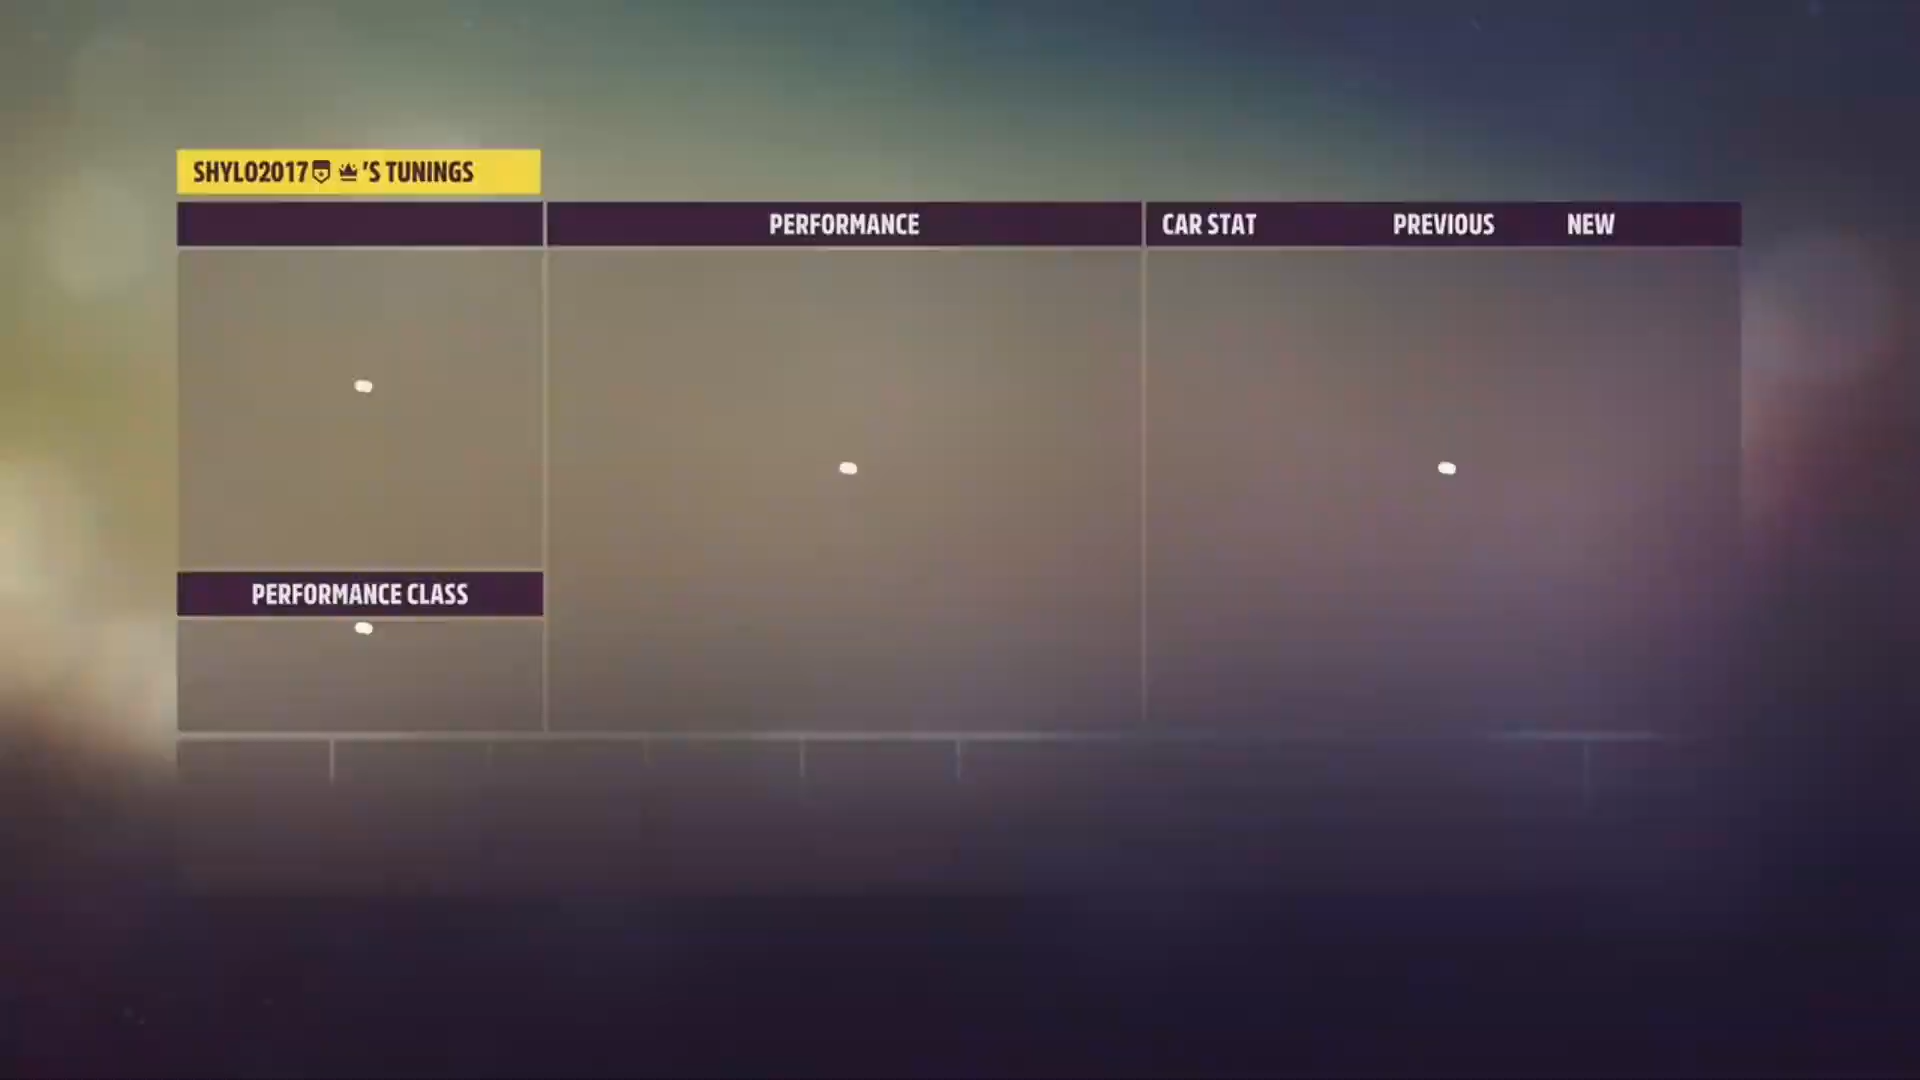 SHYLO2017 'S TUNINGS
PERFORMANCE
CAR STAT PREVIOUS NEW
PERFORMANCE CLASS